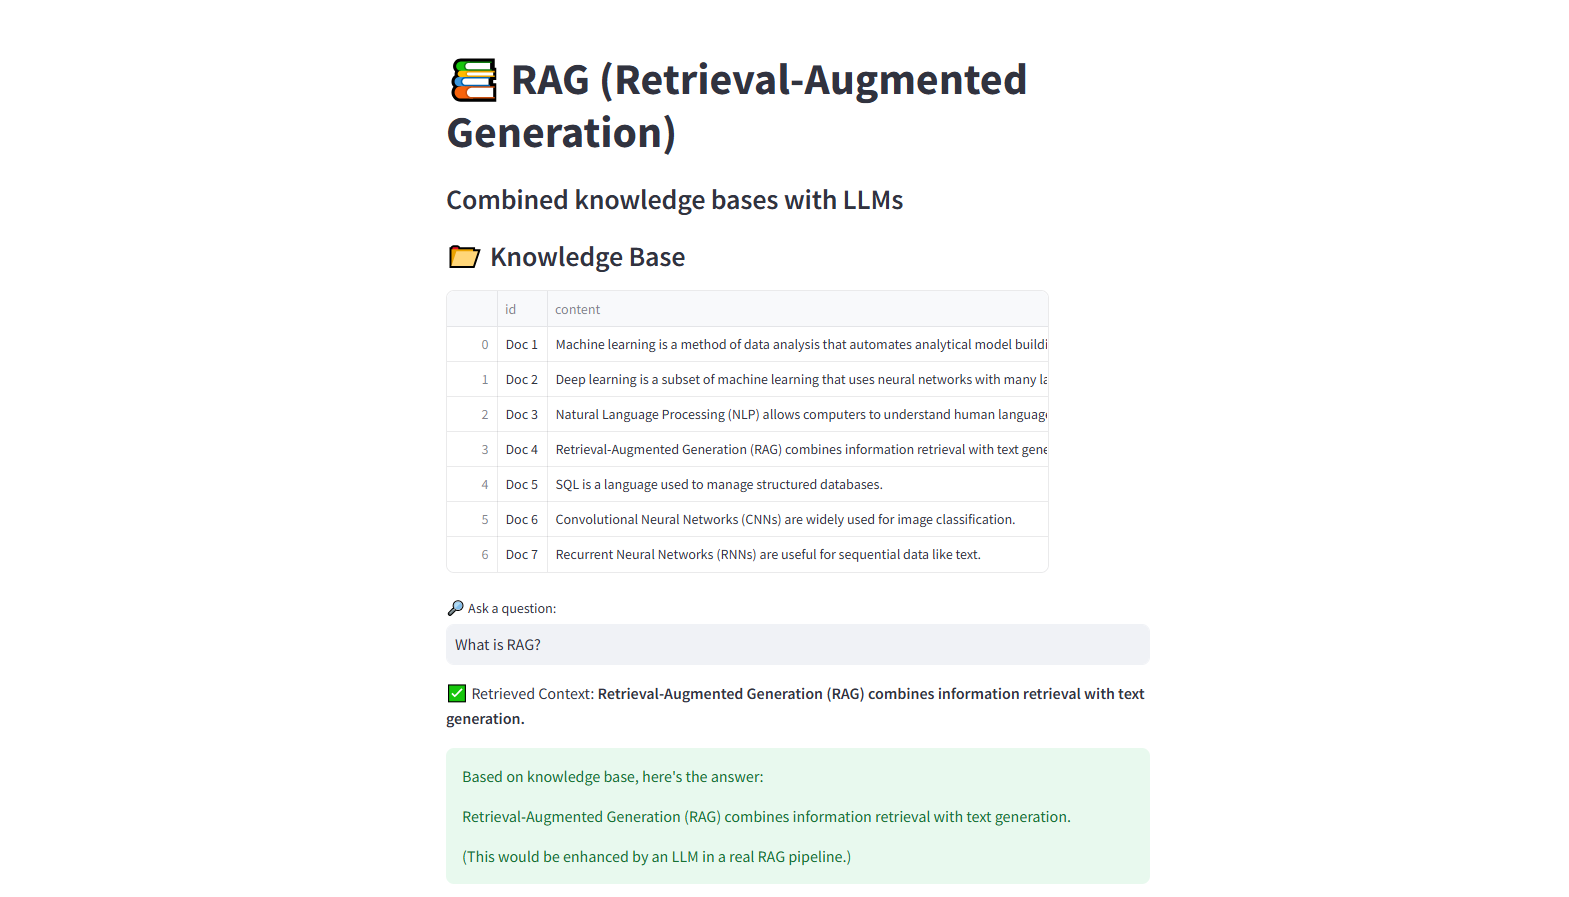 RAG (Retrieval-Augmented
Generation)
Combined knowledge bases with LLMs
Knowledge Base
id content
0 Doc 1 Machine learning is a method of data analysis that automates analytical model buildi
1 Doc 2 Deep learning is a subset of machine learning that uses neural networks with many la
2 Doc 3 Natural Language Processing (NLP) allows computers to understand human language
3 Doc 4 Retrieval-Augmented Generation (RAG) combines information retrieval with text gene
4 Doc 5 SQL is a language used to manage structured databases.
5 Doc 6 Convolutional Neural Networks (CNNs) are widely used for image classification.
6 Doc 7 Recurrent Neural Networks (RNNs) are useful for sequential data like text.
Ask a question:
What is RAG?
Retrieved Context: Retrieval-Augmented Generation (RAG) combines information retrieval with text
generation.
Based on knowledge base, here's the answer:
Retrieval-Augmented Generation (RAG) combines information retrieval with text generation.
(This would be enhanced by an LLM in a real RAG pipeline.)